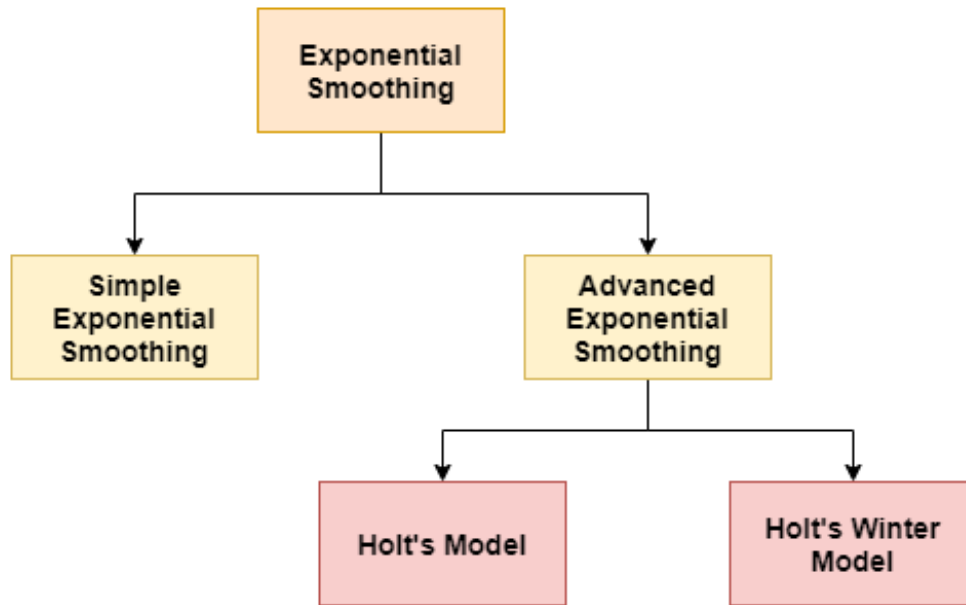 Exponential
Smoothing
Simple
Exponential
Smoothing
Advanced
Exponential
Smoothing
Holt's Model
Holt's Winter
Model